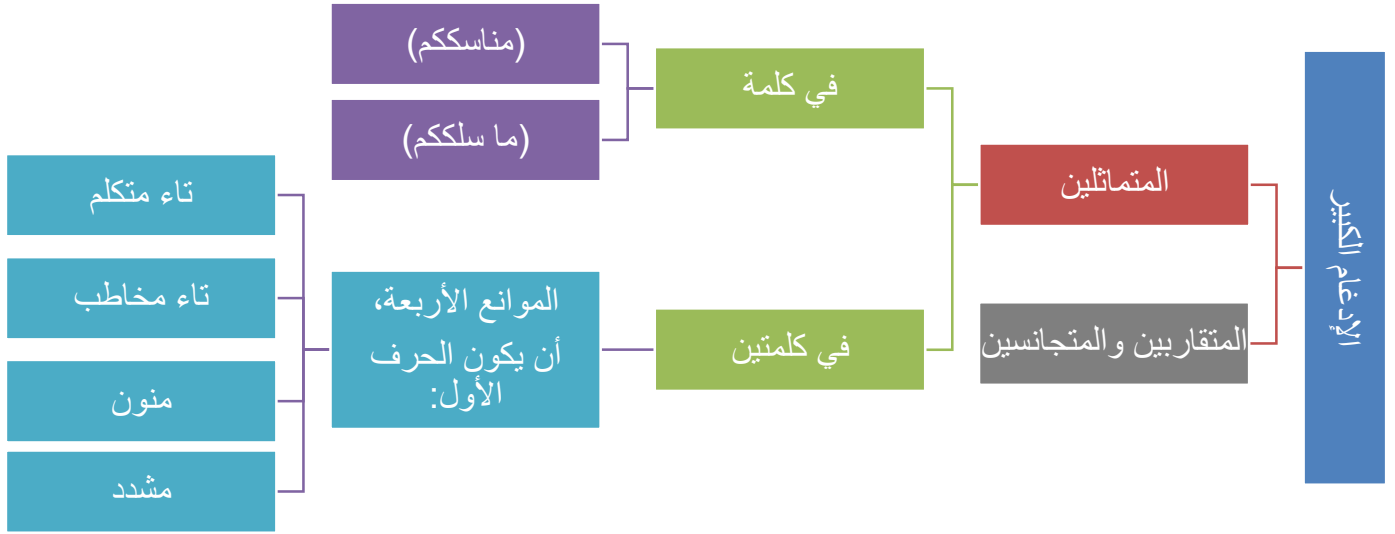 الإدغام الكبير
المتماثلين
المتقاربين والمتجانسين
في كلمة
في كلمتين
(مناسككم)
(ما سلككم)
الموانع الأربعة،
أن يكون الحرف
الأول:
تاء متكلم
تاء مخاطب
منون
مشدد